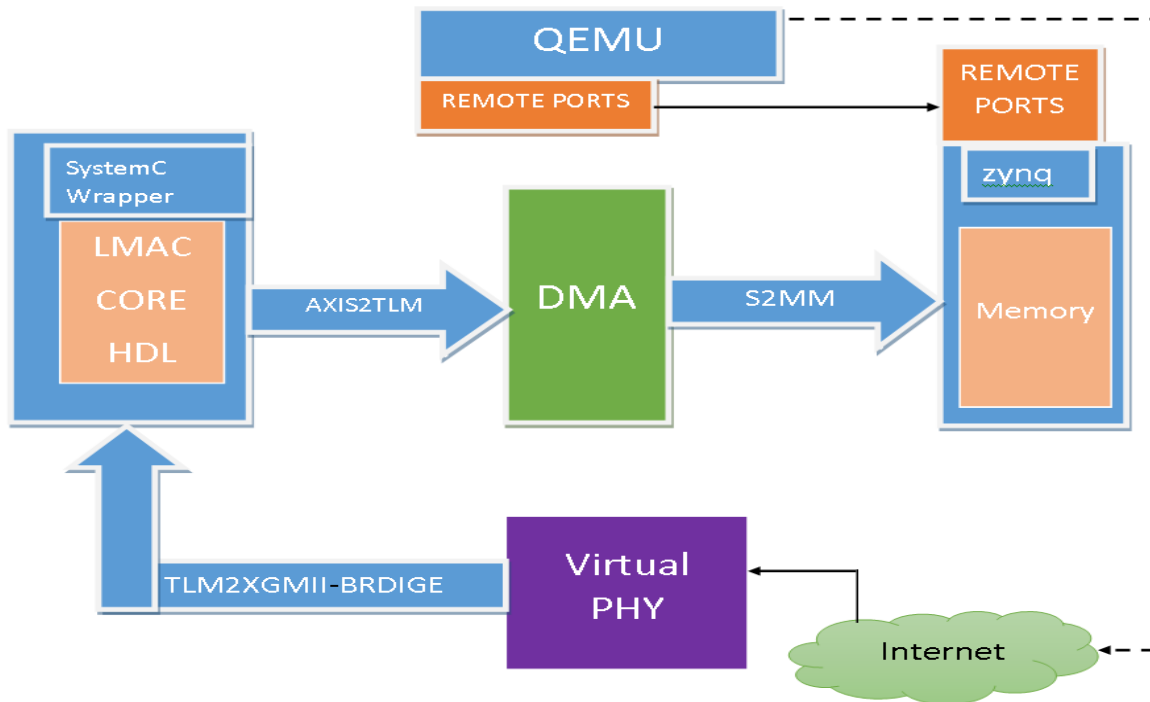 QEMU
REMOTE PORTS
REMOTE
PORTS
SystemC
Wrapper
zynq
LMAC
CORE
HDL
AXIS2TLM
DMA
S2MM
Memory
TLM2XGMII-BRDIGE
Virtual
PHY
Internet